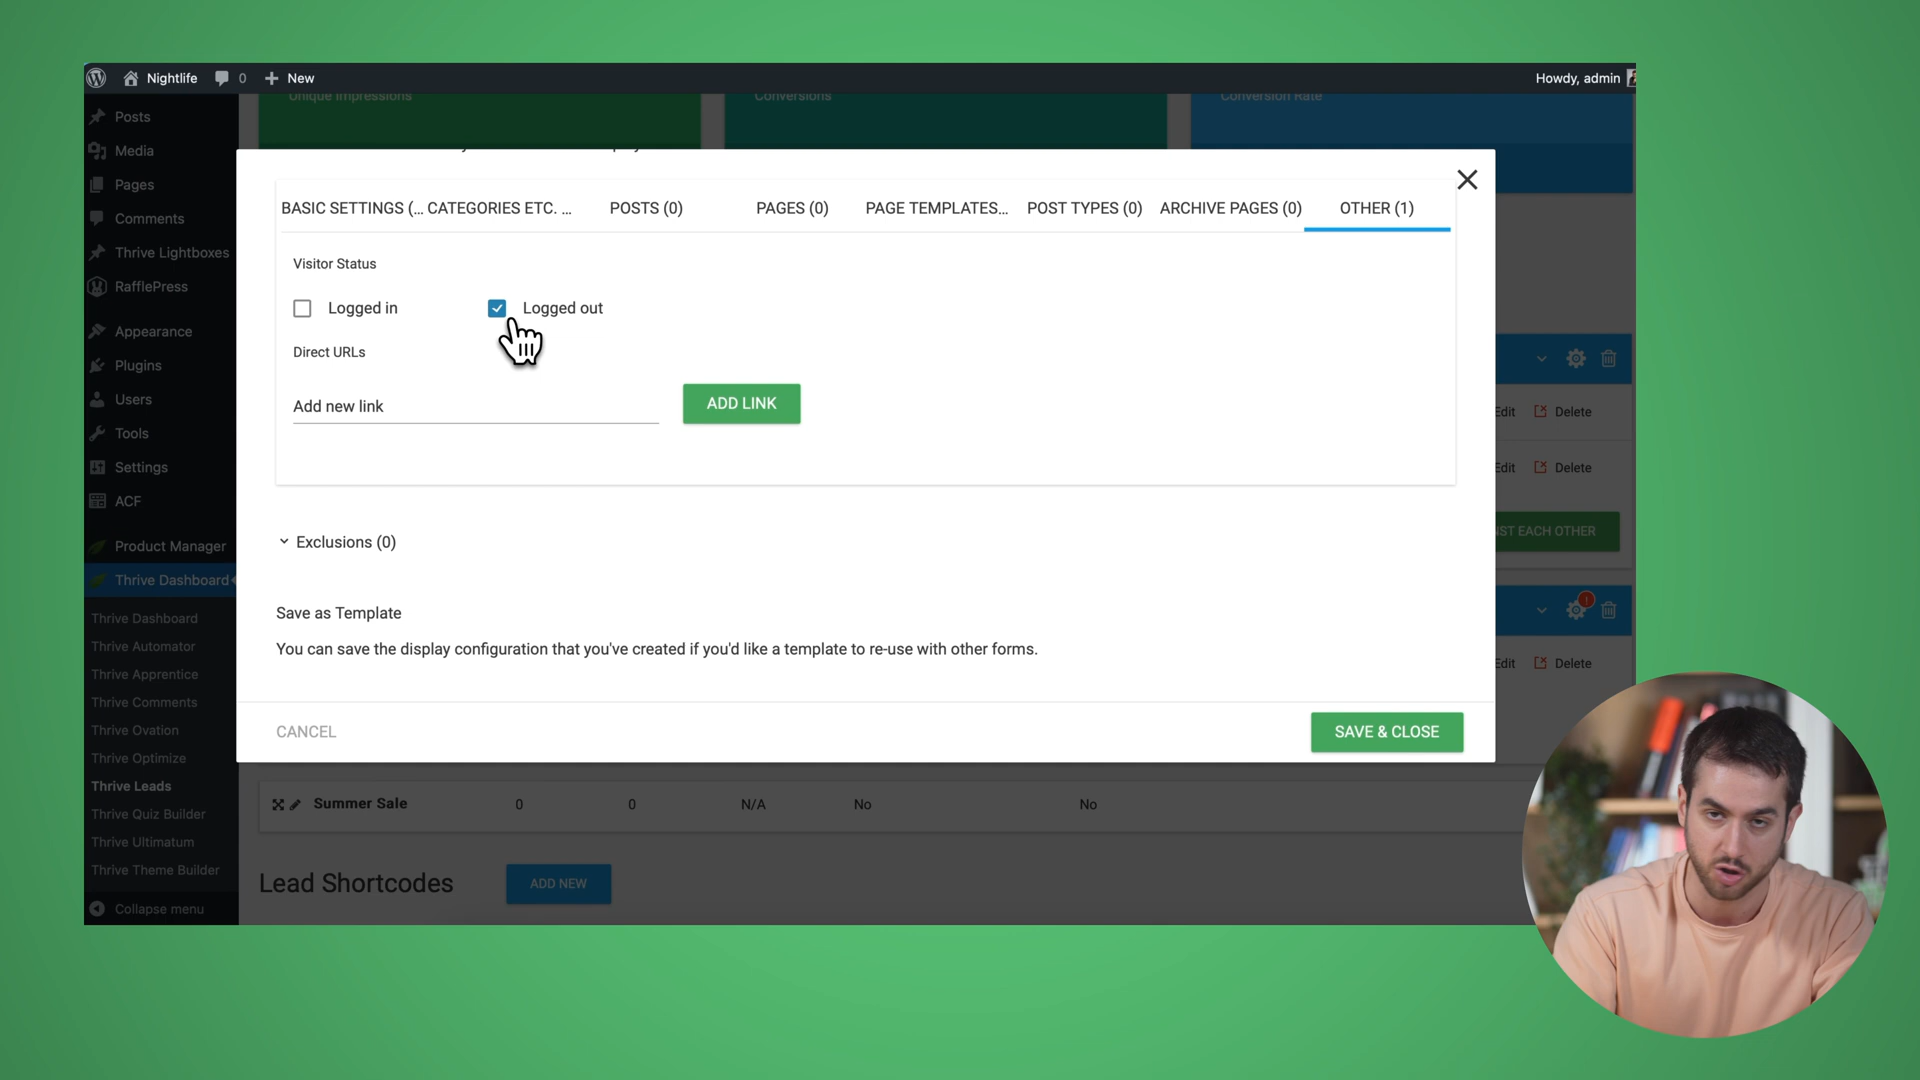 Nightlife
0
New
Howdy, admin
Posts
Media
Pages
Comments
Thrive Lightboxes
RafflePress
Appearance
Plugins
Users
Tools
Settings
ACF
Product Manager
Thrive Dashboard
Thrive Dashboard
Thrive Automator
Thrive Apprentice
Thrive Comments
Thrive Ovation
Thrive Optimize
Thrive Leads
Thrive Quiz Builder
Thrive Ultimatum
Thrive Theme Builder
Collapse menu
Unique Impressions
Conversions
Conversion Rate
BASIC SETTINGS (... CATEGORIES ETC. ... POSTS (0) PAGES (0) PAGE TEMPLATES... POST TYPES (0) ARCHIVE PAGES (0) OTHER (1)
Visitor Status
Logged in
Logged out
Direct URLs
Add new link
ADD LINK
Exclusions (0)
Save as Template
You can save the display configuration that you've created if you'd like a template to re-use with other forms.
CANCEL
SAVE & CLOSE
Delete
Delete
EACH OTHER
Delete
Summer Sale 0 0 N/A No No
Lead Shortcodes
ADD NEW